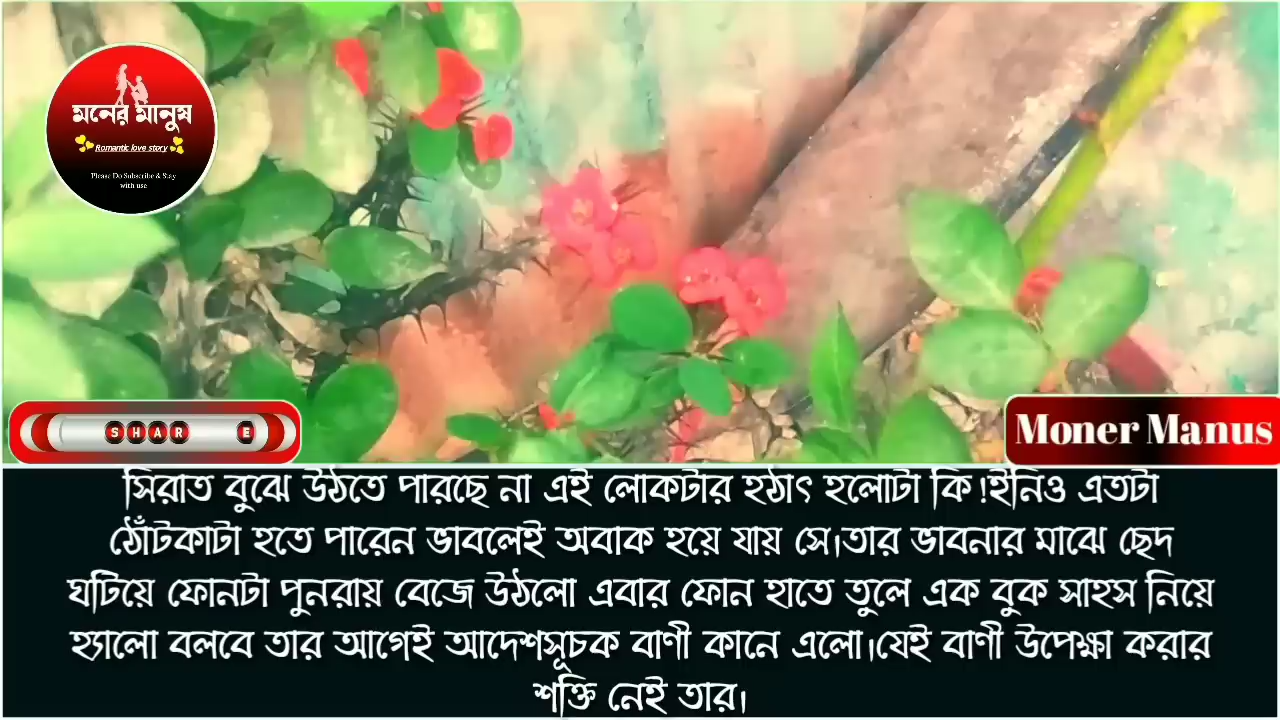 মনের মানুষ
Romantic love story
Please Do Subscribe & Stay
with use
SHAR E
Moner Manus
সিরাত বুঝে উঠতে পারছে না এই লোকটার হঠাৎ হলোটা কি!ইনিও এতটা
ঠোঁটকাটা হতে পারেন ভাবলেই অবাক হয়ে যায় সে।তার ভাবনার মাঝে ছেদ
ঘটিয়ে ফোনটা পুনরায় বেজে উঠলো এবার ফোন হাতে তুলে এক বুক সাহস নিয়ে
হ্যালো বলবে তার আগেই আদেশসূচক বাণী কানে এলো।যেই বাণী উপেক্ষা করার
শক্তি নেই তার।